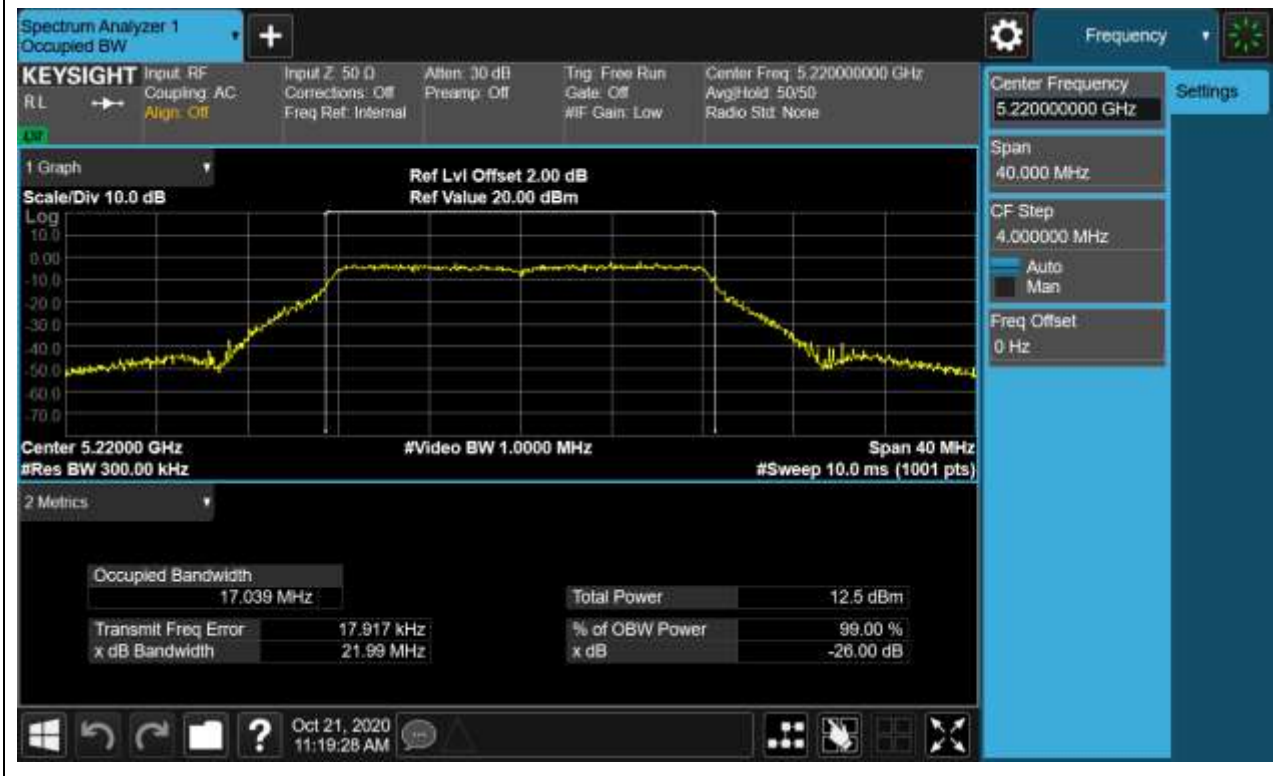 Spectrum Analyzer 1
Occupied BW
Frequency
KEYSIGHT
RL
Input: RF
Coupling: AC
Align: Off
Input Z: 50 Ω
Corrections: Off
Freq Ref: Internal
Atten: 30 dB
Preamp: Off
Trig: Free Run
Gate: Off
#IF Gain: Low
Center Freq: 5.220000000 GHz
Avg|Hold: 50/50
Radio Std: None
Center Frequency
5.220000000 GHz
Settings
Span
40.000 MHz
CF Step
4.000000 MHz
Auto
Man
Freq Offset
0 Hz
1 Graph
Scale/Div 10.0 dB
Ref Lvl Offset 2.00 dB
Ref Value 20.00 dBm
Log
10.0
0.00
-10.0
-20.0
-30.0
-40.0
-50.0
-60.0
-70.0
Center 5.22000 GHz
#Video BW 1.0000 MHz
Span 40 MHz
#Res BW 300.00 kHz
#Sweep 10.0 ms (1001 pts)
2 Metrics
Occupied Bandwidth
17.039 MHz
Total Power 12.5 dBm
Transmit Freq Error 17.917 kHz
% of OBW Power 99.00 %
x dB Bandwidth 21.99 MHz
x dB -26.00 dB
?
Oct 21, 2020
11:19:28 AM